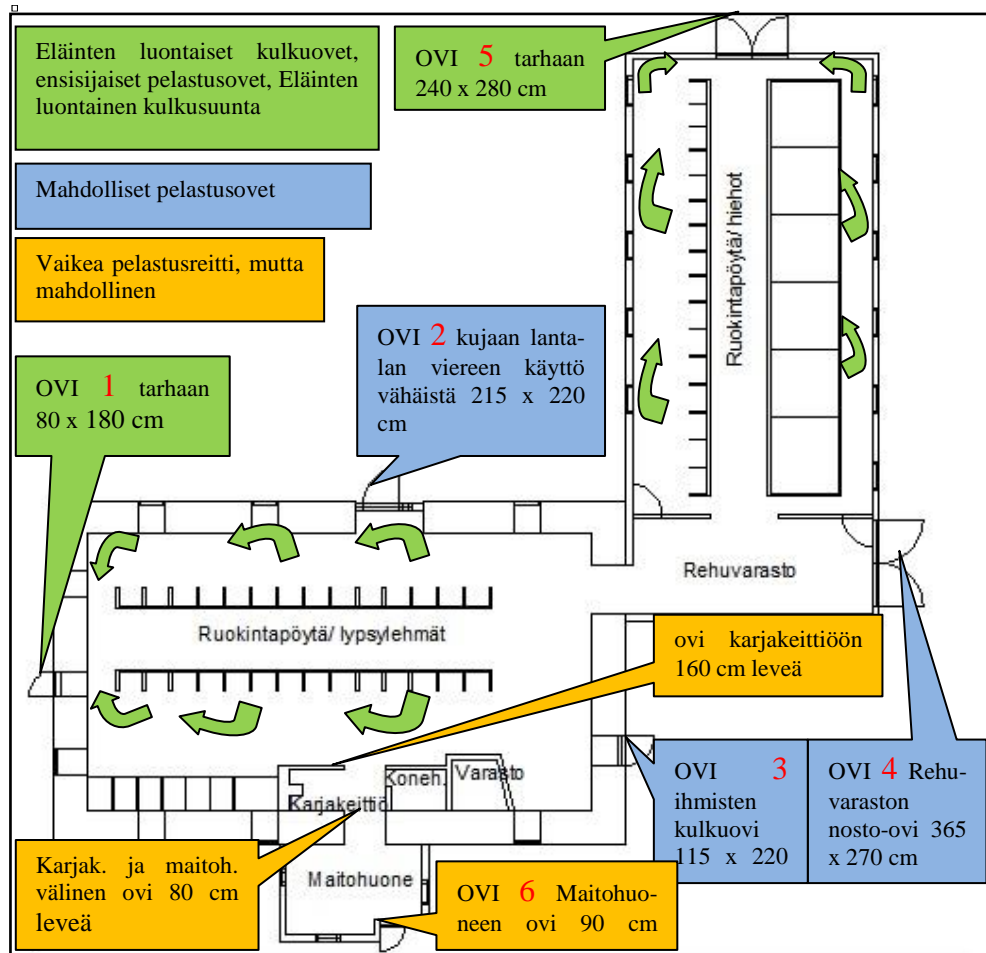 Eläinten luontaiset kulkuovet,
ensisijaiset pelastusovet, Eläinten
luontainen kulkusuunta
Mahdolliset pelastusovet
Vaikea pelastusreitti, mutta
mahdollinen
OVI 5 tarhaan
240 x 280 cm
OVI 1 tarhaan
80 x 180 cm
OVI 2 kujaan lanta-
lan viereen käyttö
vähäistä 215 x 220
cm
Ruokintapöytä/ hiehot
Rehuvarasto
Ruokintapöytä/ lypsylehmät
ovi karjakeittiöön
160 cm leveä
OVI 3
ihmisten
kulkuovi
115 x 220
OVI 4 Rehu-
varaston
nosto-ovi 365
x 270 cm
Koneh.
Varasto
Karjakeittiö
Maitohuone
Karjak. ja maitoh.
välinen ovi 80 cm
leveä
OVI 6 Maitohuo-
neen ovi 90 cm